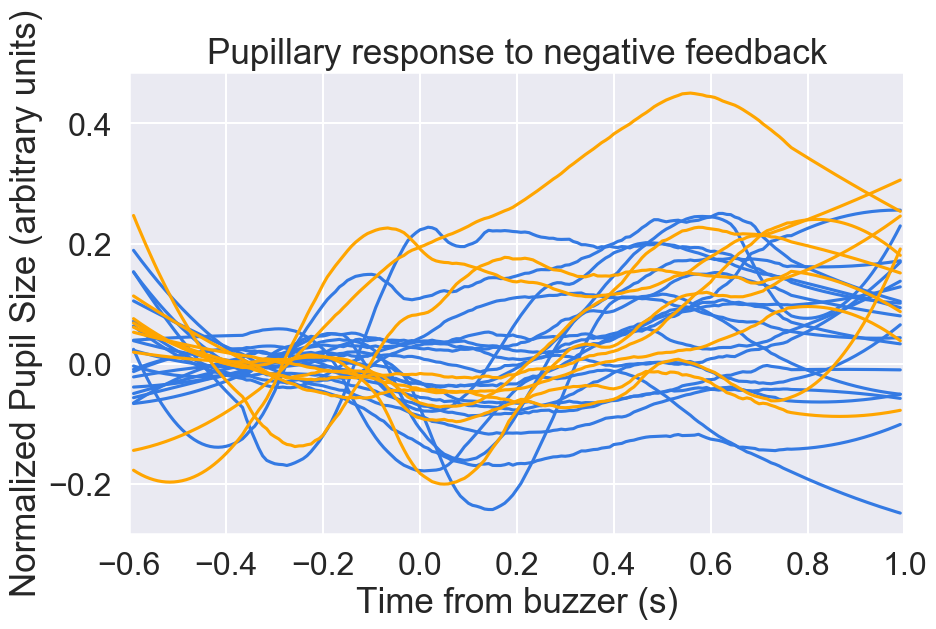 Pupillary response to negative feedback
Normalized Pupil Size (arbitrary units)
0.4
0.2
0.0
−0.2
−0.6 −0.4 −0.2 0.0 0.2 0.4 0.6 0.8 1.0
Time from buzzer (s)